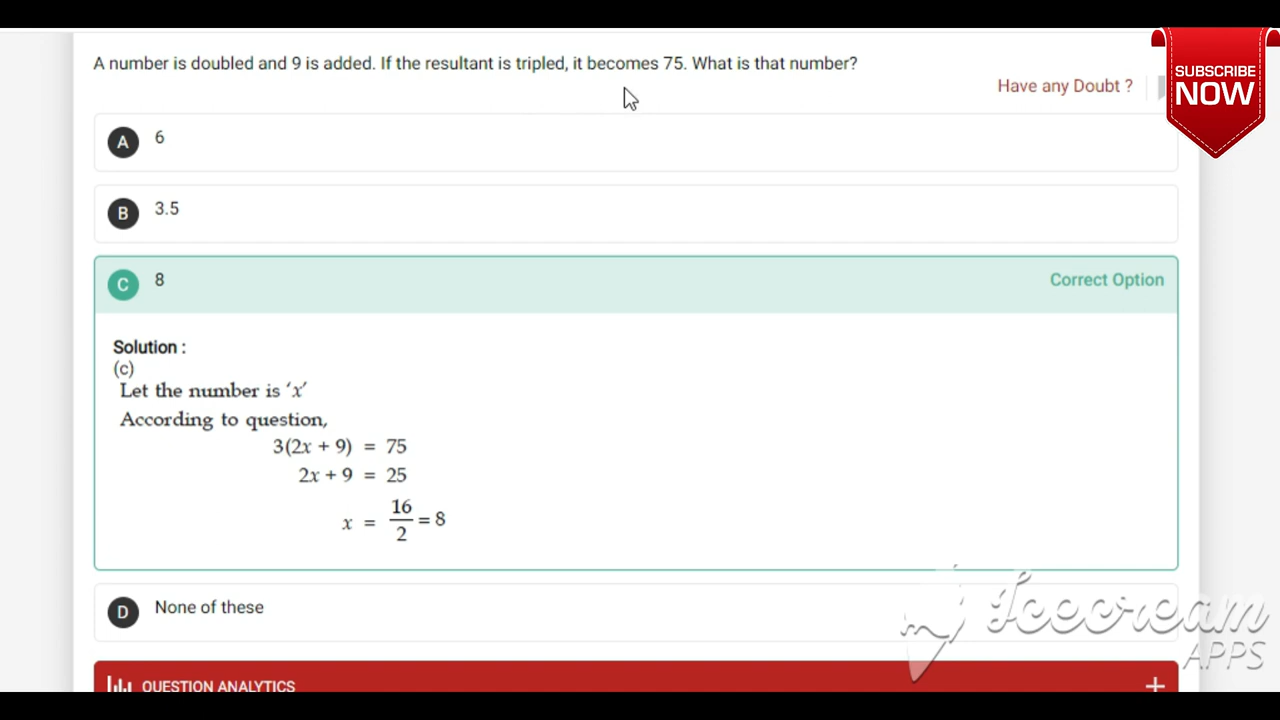 A number is doubled and 9 is added. If the resultant is tripled, it becomes 75. What is that number?
Have any Doubt ?
SUBSCRIBE
NOW
A 6
B 3.5
C 8 Correct Option
Solution :
(c)
Let the number is ‘x’
According to question,
3(2x + 9) = 75
2x + 9 = 25
x = 16/2 = 8
D None of these
Icecream
APPS
QUESTION ANALYTICS +